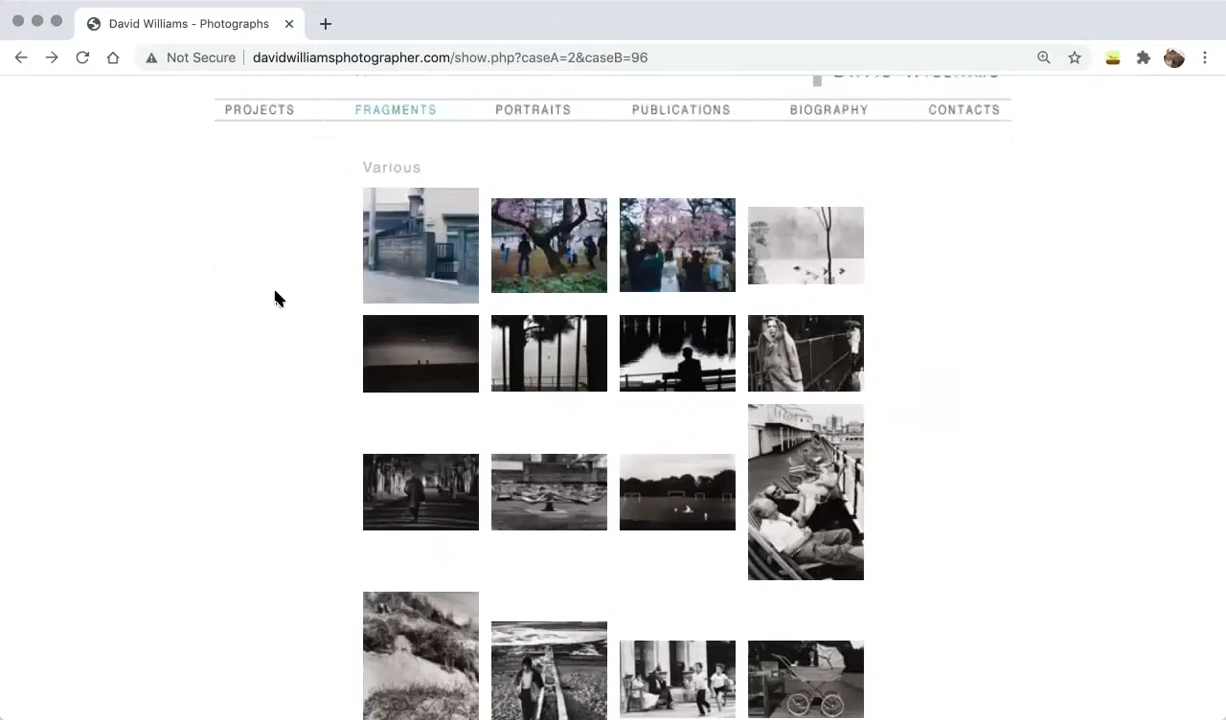 David Williams - Photographs
Not Secure davidwilliamsphotographer.com/show.php?caseA=2&caseB=96
PROJECTS FRAGMENTS PORTRAITS PUBLICATIONS BIOGRAPHY CONTACTS
Various